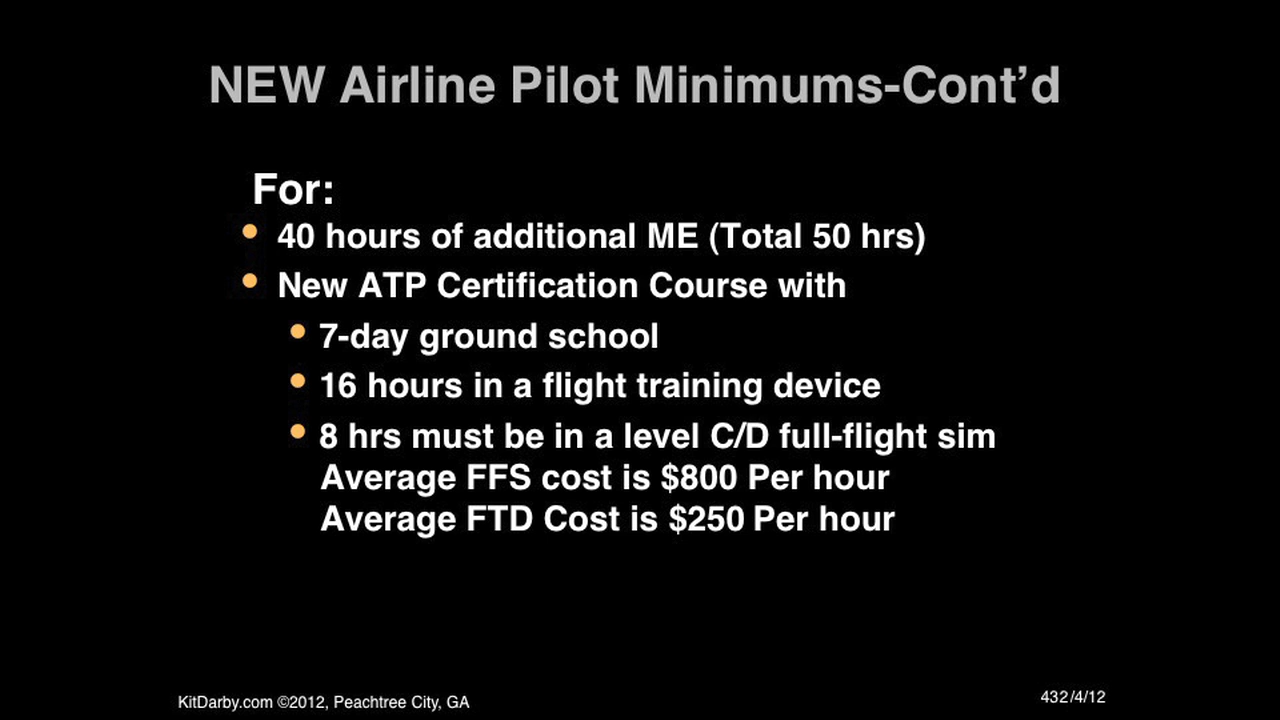 NEW Airline Pilot Minimums-Cont’d
For:
• 40 hours of additional ME (Total 50 hrs)
• New ATP Certification Course with
• 7-day ground school
• 16 hours in a flight training device
• 8 hrs must be in a level C/D full-flight sim
Average FFS cost is $800 Per hour
Average FTD Cost is $250 Per hour
KitDarby.com ©2012, Peachtree City, GA
432/4/12